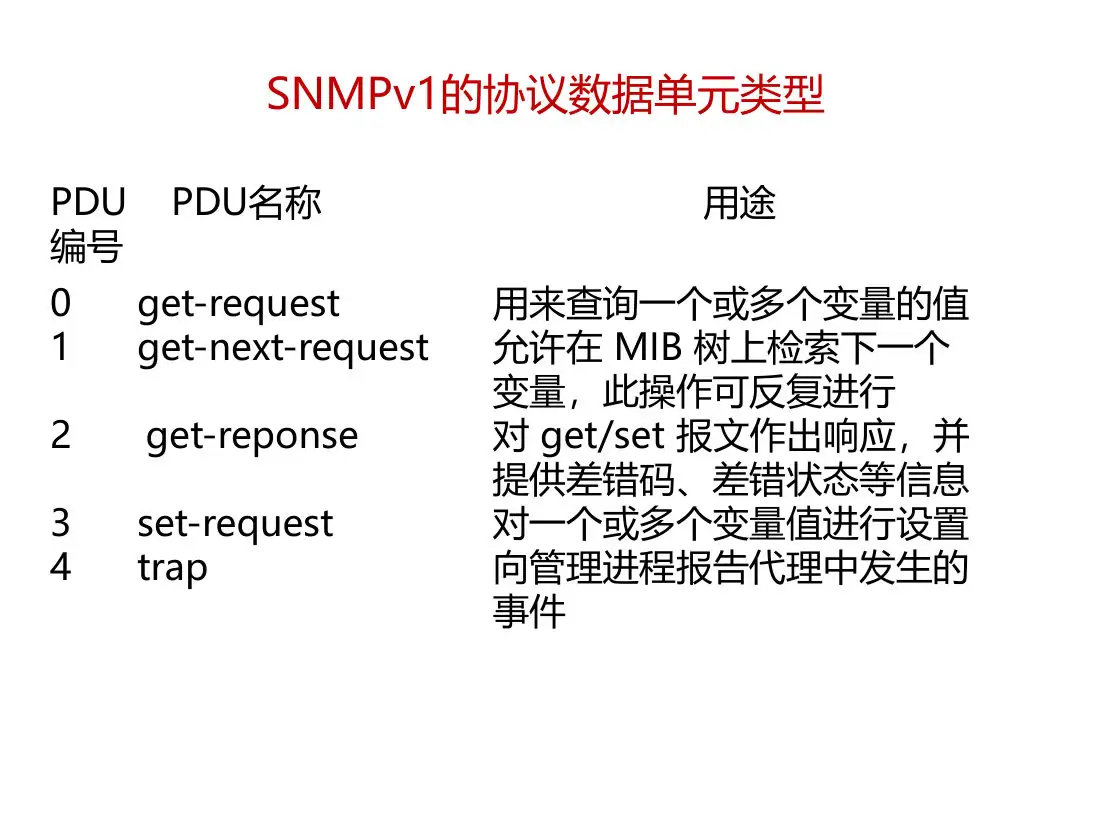 SNMPv1的协议数据单元类型
PDU 编号 PDU名称 用途
0 get-request 用来查询一个或多个变量的值
1 get-next-request 允许在 MIB 树上检索下一个
变量，此操作可反复进行
2 get-reponse 对 get/set 报文作出响应，并
提供差错码、差错状态等信息
3 set-request 对一个或多个变量值进行设置
4 trap 向管理进程报告代理中发生的
事件